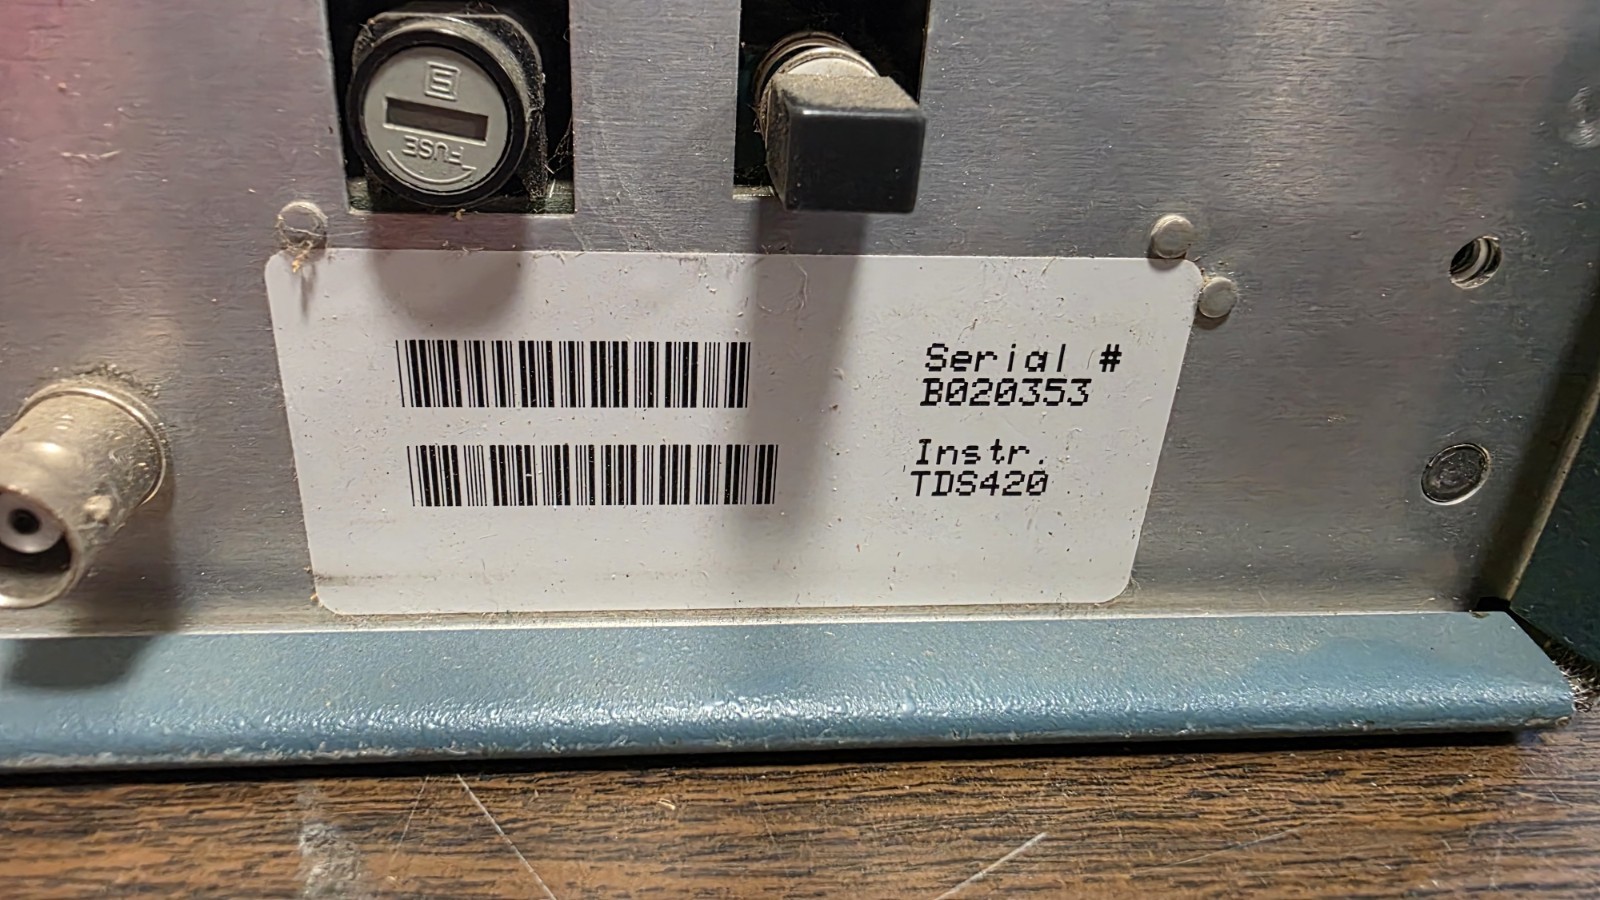 FUSE
Serial #
B020353
Instr.
TDS420